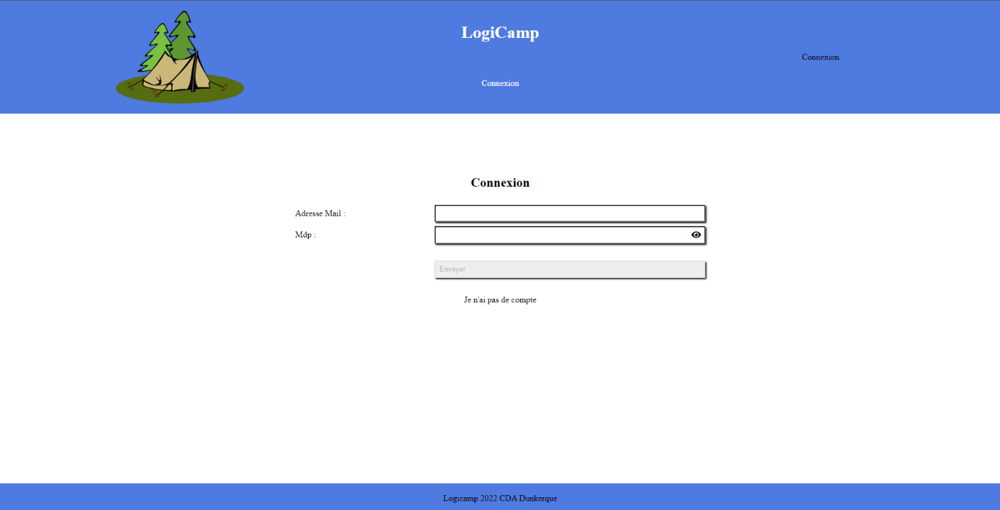 LogiCamp
Connexion
Connexion
Connexion
Adresse Mail :
Mdp :
Envoyer
Je n'ai pas de compte
Logicamp 2022 CDA Dunkerque